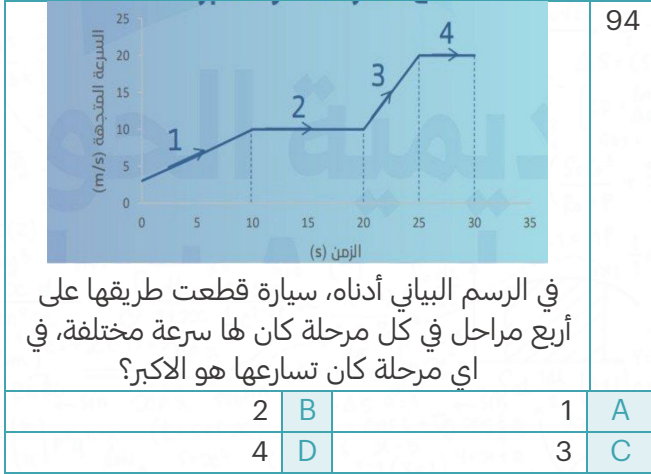 94
25
20
15
10
5
0
السرعة المتجهة (m/s)
1
2
3
4
0 5 10 15 20 25 30 35
الزمن (s)
في الرسم البياني أدناه، سيارة قطعت طريقها على
أربع مراحل في كل مرحلة كان لها سرعة مختلفة، في
اي مرحلة كان تسارعها هو الاكبر؟
A 1 B 2
C 3 D 4